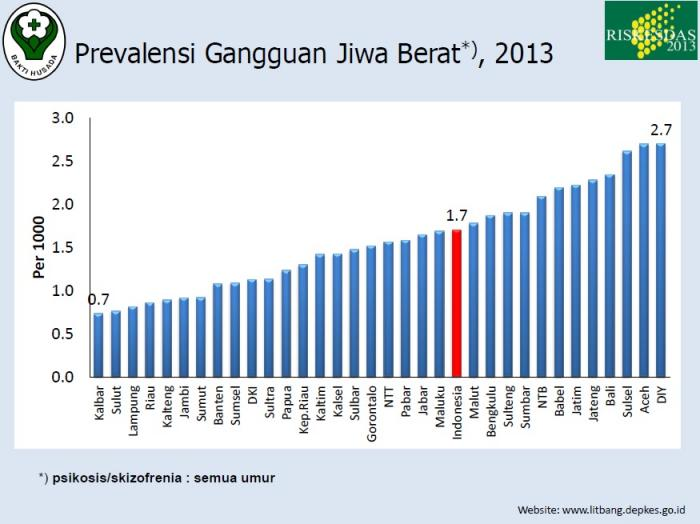 BAKTI HUSADA
Prevalensi Gangguan Jiwa Berat*), 2013
RISKESDAS
2013
3.0
2.5
2.0
1.5
1.0
0.5
0.0
Per 1000
0.7
1.7
2.7
Kalbar
Sulut
Lampung
Riau
Kalteng
Jambi
Sumut
Banten
Sumsel
DKI
Sultra
Papua
Kep.Riau
Kaltim
Kalsel
Sulbar
Gorontalo
NTT
Pabar
Jabar
Maluku
Indonesia
Malut
Bengkulu
Sulteng
Sumbar
NTB
Babel
Jatim
Jateng
Bali
Sulsel
Aceh
DIY
*) psikosis/skizofrenia : semua umur
Website: www.litbang.depkes.go.id